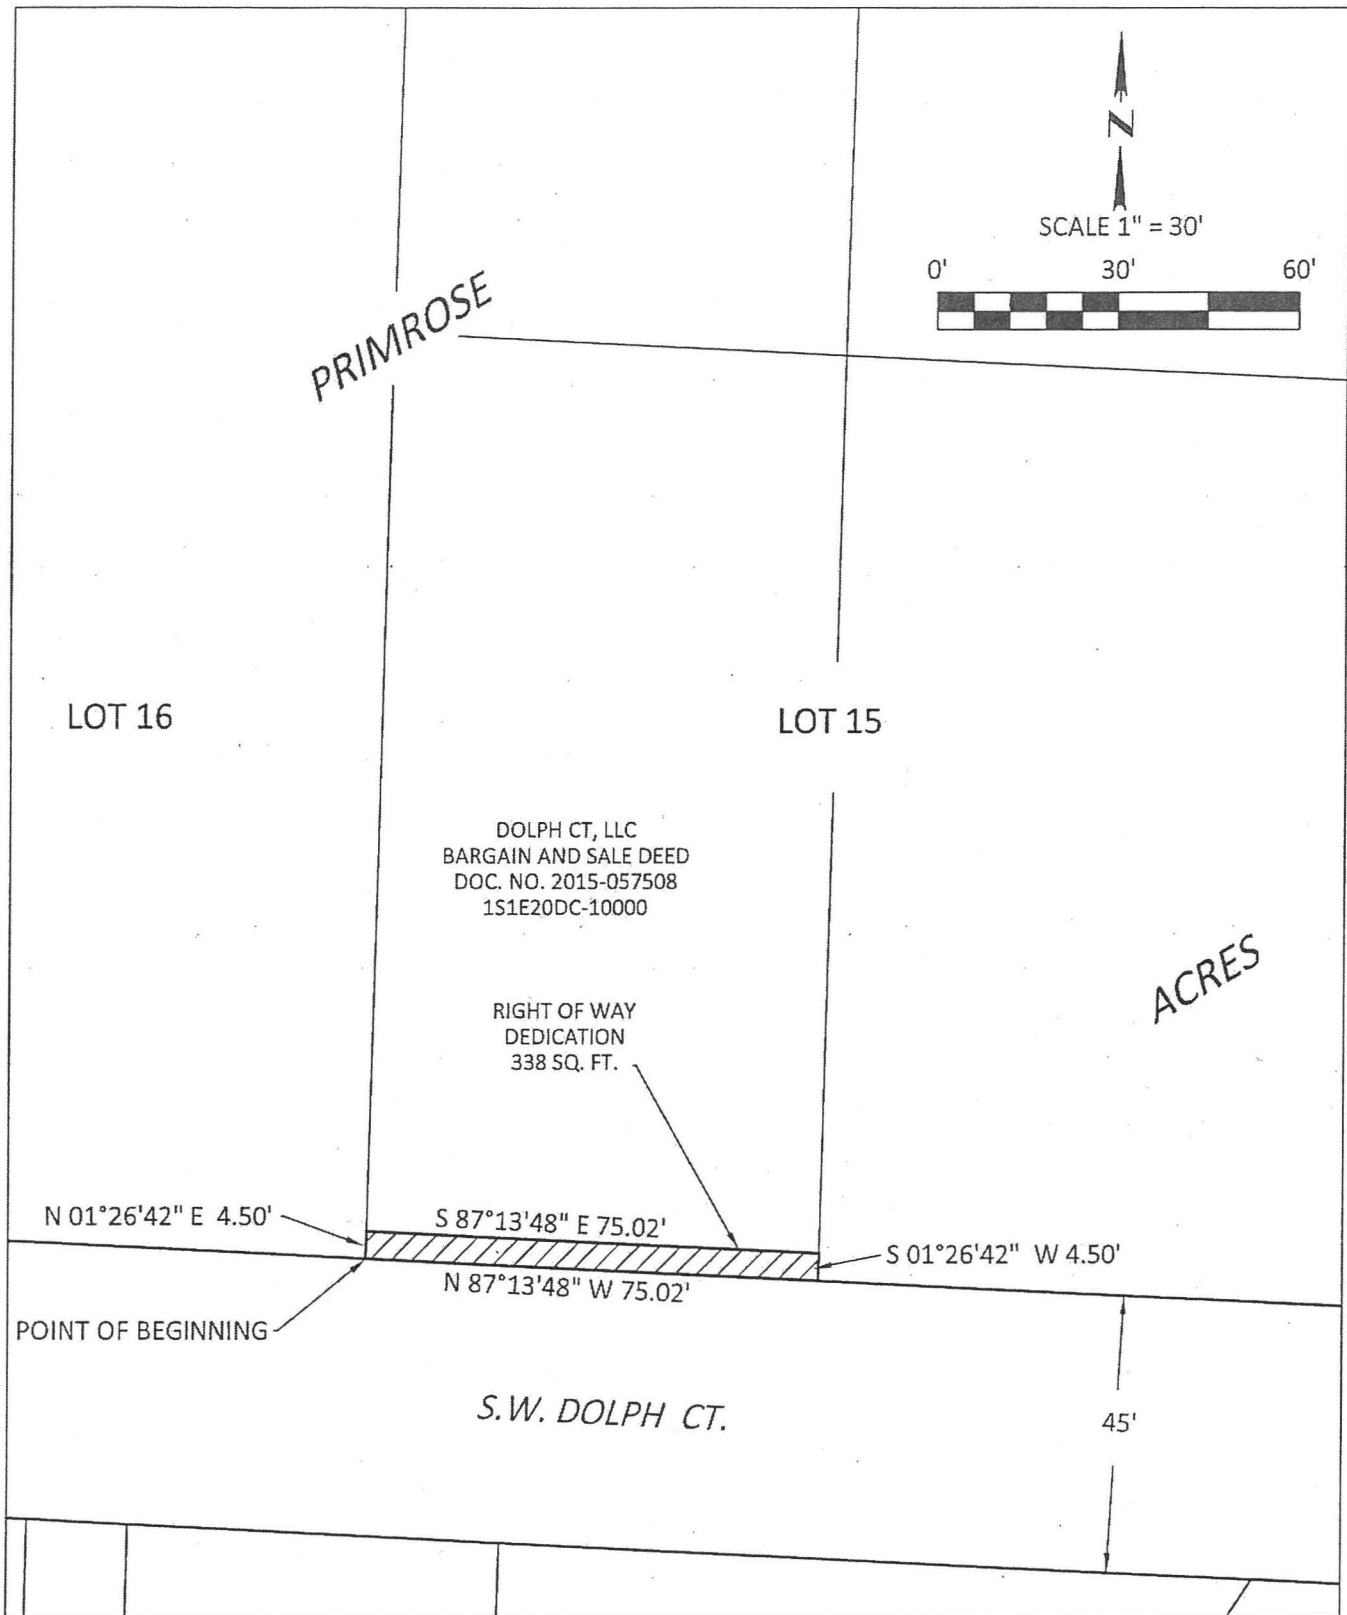 N
SCALE 1" = 30'
0' 30' 60'
PRIMROSE
LOT 16
LOT 15
DOLPH CT, LLC
BARGAIN AND SALE DEED
DOC. NO. 2015-057508
1S1E20DC-10000
ACRES
RIGHT OF WAY
DEDICATION
338 SQ. FT.
N 01°26'42" E 4.50'
S 87°13'48" E 75.02'
S 01°26'42" W 4.50'
N 87°13'48" W 75.02'
POINT OF BEGINNING
S.W. DOLPH CT.
45'